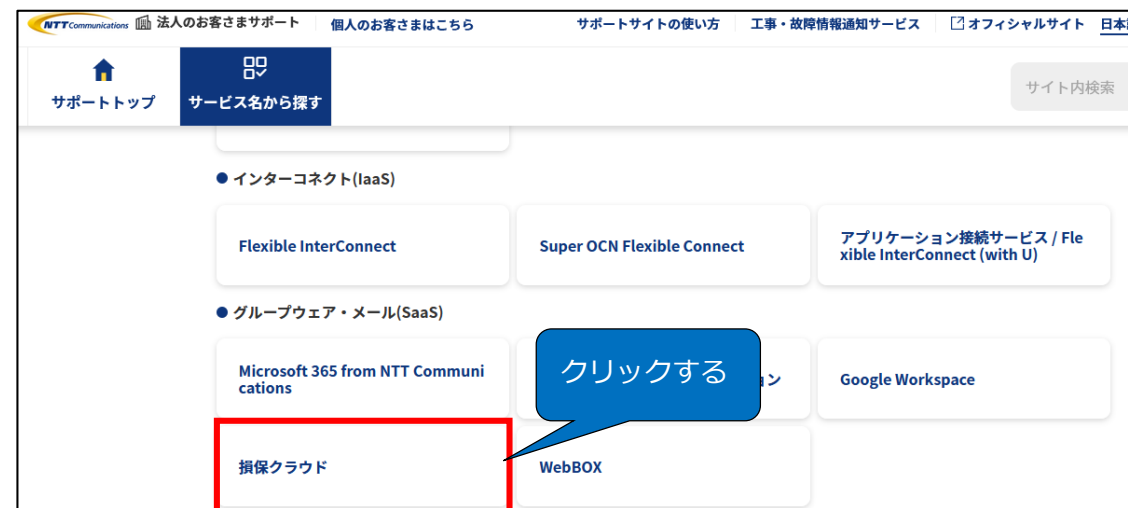 NTT Communications 法人のお客さまサポート 個人のお客さまはこちら サポートサイトの使い方 工事・故障情報通知サービス オフィシャルサイト 日本
サポートトップ サービス名から探す サイト内検索
インターコネクト(IaaS)
Flexible InterConnect
Super OCN Flexible Connect
アプリケーション接続サービス / Fle
xible InterConnect (with U)
グループウェア・メール(SaaS)
Microsoft 365 from NTT Communi
cations
クリックする
ョン
Google Workspace
損保クラウド
WebBOX